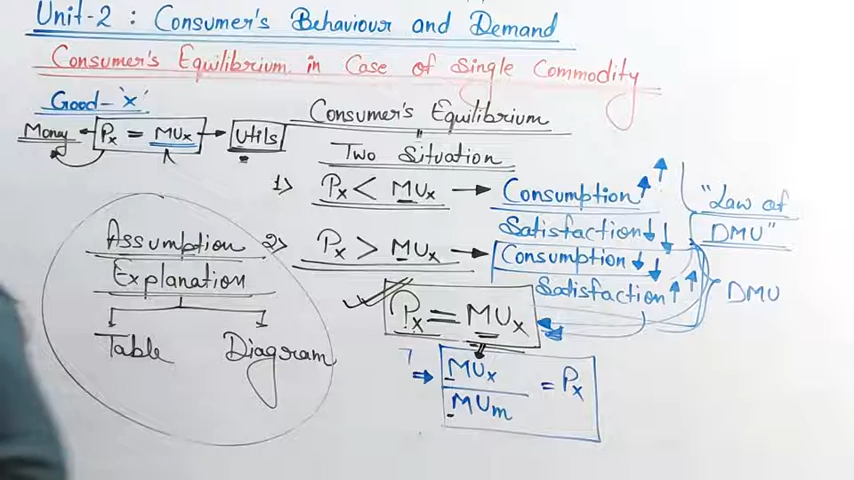 Unit-2 : Consumer's Behaviour and Demand
Consumer's Equilibrium in Case of Single Commodity
Good-'x'
Money ← Px = MUx → Utils
Consumer's Equilibrium
Two Situation
1) Px < MUx → Consumption ↑ ↑
Satisfaction ↓ ↓
"Law of DMU"
2) Px > MUx → Consumption ↓ ↓
Satisfaction ↑ ↑
DMU
Px = MUx
⇒ MUx / MUm = Px
Assumption
Explanation
Table Diagram